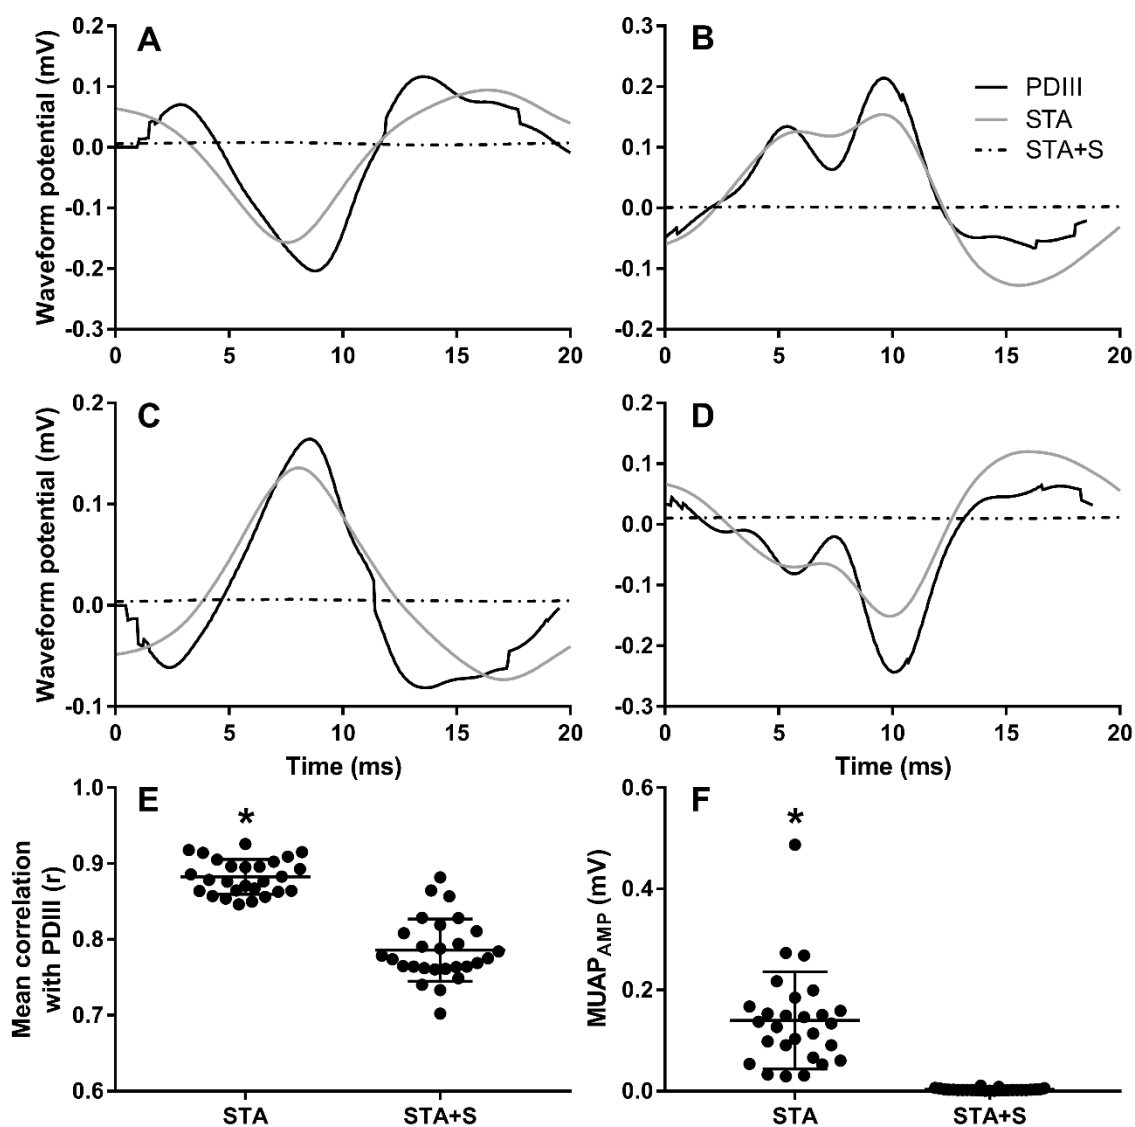 A
B
Waveform potential (mV)
0.2
0.1
0.0
-0.1
-0.2
-0.3
0 5 10 15 20
0.3
0.2
0.1
0.0
-0.1
-0.2
0 5 10 15 20
PDIII
STA
STA+S
C
D
Waveform potential (mV)
0.2
0.1
0.0
-0.1
0 5 10 15 20
Time (ms)
0.2
0.1
0.0
-0.1
-0.2
-0.3
0 5 10 15 20
Time (ms)
E
F
Mean correlation
with PDIII (r)
1.0
0.9
0.8
0.7
0.6
*
STA STA+S
MUAPAMP (mV)
0.6
0.4
0.2
0.0
*
STA STA+S